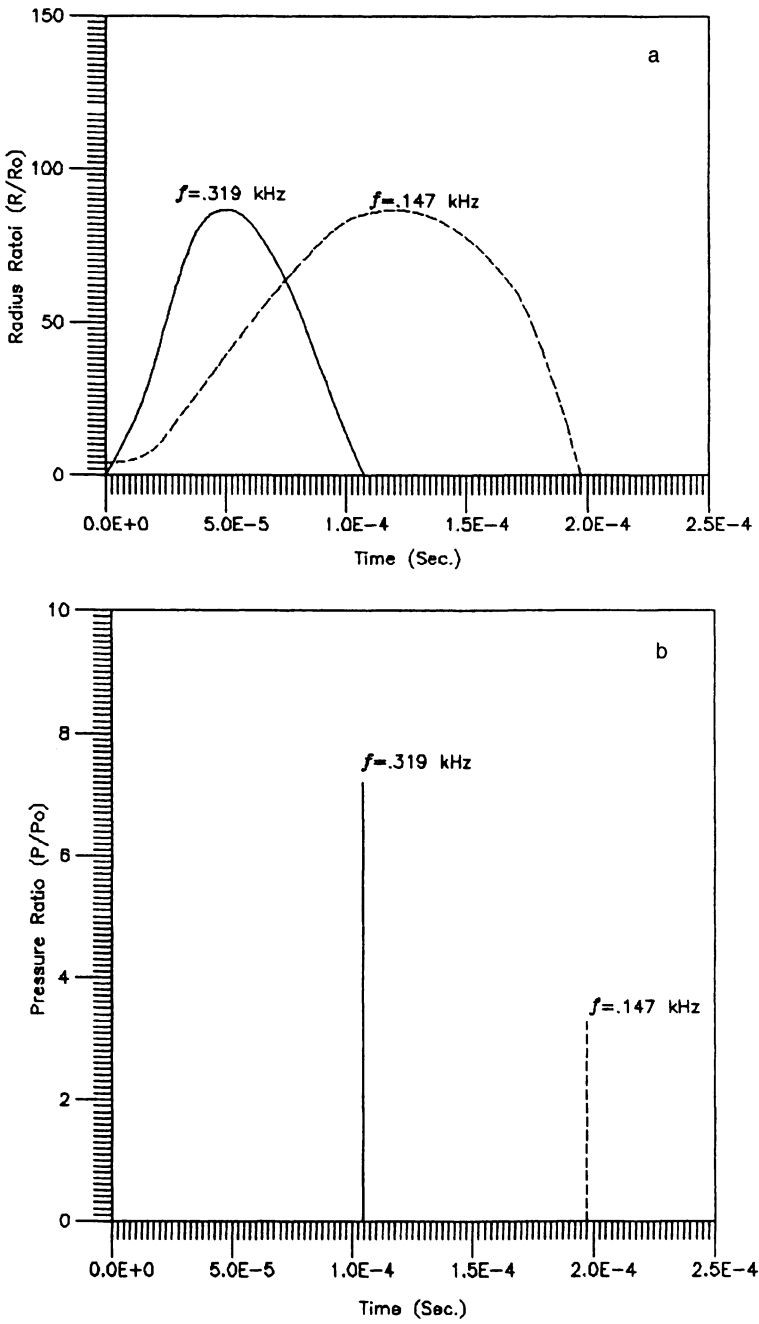 150
a
100
f=.319 kHz
f=.147 kHz
Radius Ratoi (R/Ro)
50
0
0.0E+0 5.0E-5 1.0E-4 1.5E-4 2.0E-4 2.5E-4
Time (Sec.)
10
b
8
f=.319 kHz
6
Pressure Ratio (P/Po)
4
f=.147 kHz
2
0
0.0E+0 5.0E-5 1.0E-4 1.5E-4 2.0E-4 2.5E-4
Time (Sec.)